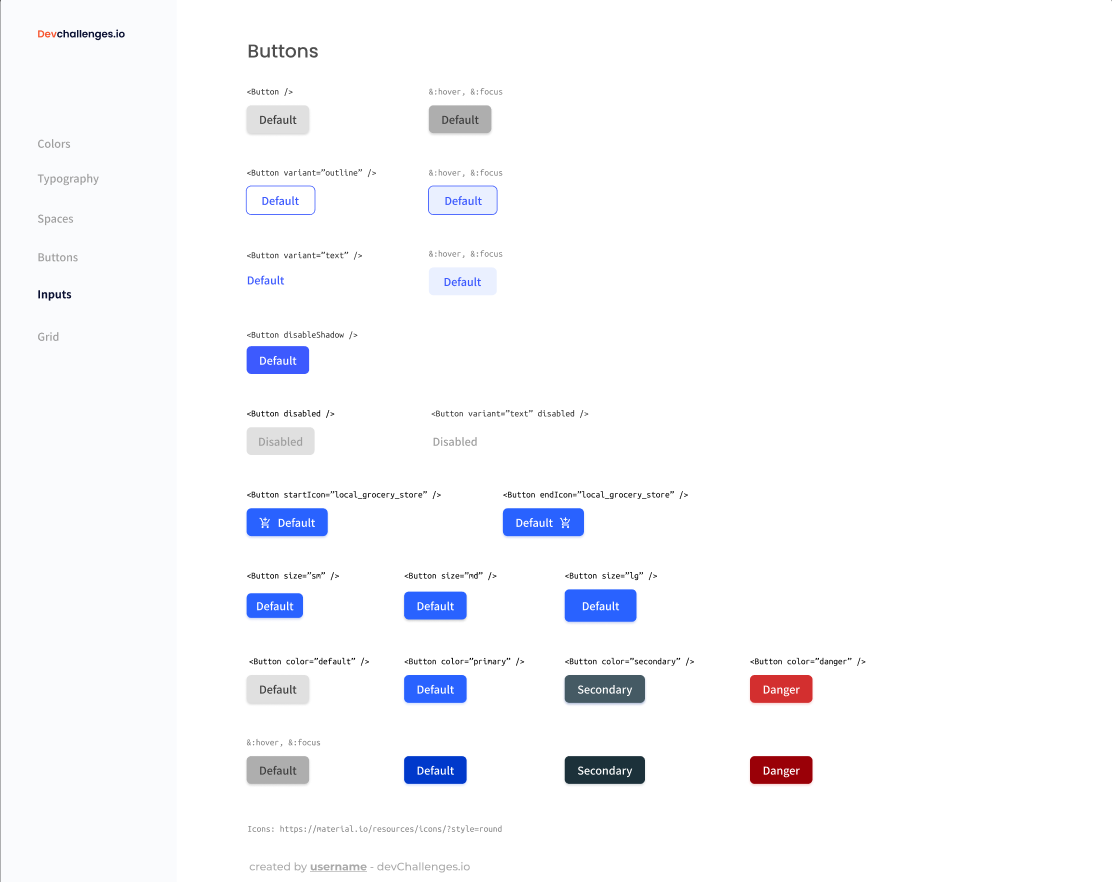 Devchallenges.io
Colors
Typography
Spaces
Buttons
Inputs
Grid
Buttons
<Button /> &:hover, &:focus
Default Default
<Button variant=”outline” /> &:hover, &:focus
Default Default
<Button variant=”text” /> &:hover, &:focus
Default Default
<Button disableShadow />
Default
<Button disabled /> <Button variant=”text” disabled />
Disabled Disabled
<Button startIcon=”local_grocery_store” /> <Button endIcon=”local_grocery_store” />
Default Default
<Button size=”sm” /> <Button size=”md” /> <Button size=”lg” />
Default Default Default
<Button color=”default” /> <Button color=”primary” /> <Button color=”secondary” /> <Button color=”danger” />
Default Default Secondary Danger
&:hover, &:focus
Default Default Secondary Danger
Icons: https://material.io/resources/icons/?style=round
created by username - devChallenges.io